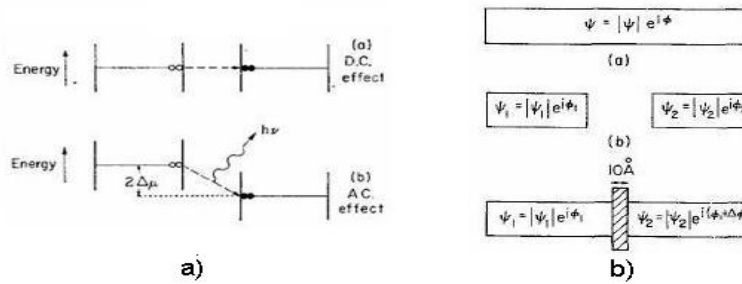 Energy
(a)
D.C.
effect
hν
Energy
2Δμ
(b)
A.C.
effect
a)
ψ = |ψ| e^iϕ
(a)
ψ₁ = |ψ₁| e^iϕ₁
ψ₂ = |ψ₂| e^iϕ
(b)
10Å
ψ₁ = |ψ₁| e^iϕ₁
ψ₂ = |ψ₂| e^i(ϕ₁+Δϕ
b)